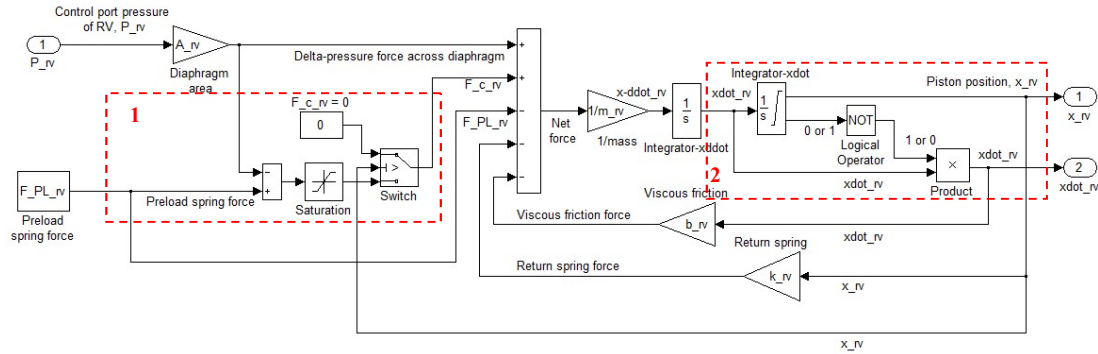 Control port pressure
of RV, P_rv
1
P_rv
A_rv
Diaphragm
area
Delta-pressure force across diaphragm
+
+
-
-
-
F_c_rv
F_PL_rv
Net
force
1/m_rv
1/mass
x-ddot_rv
1
s
Integrator-xddot
xdot_rv
Integrator-xdot
1
s
0 or 1
NOT
Logical
Operator
1 or 0
×
Product
xdot_rv
Piston position, x_rv
1
x_rv
xdot_rv
2
xdot_rv
2
1
F_c_rv = 0
0
>
Switch
-
+
Saturation
F_PL_rv
Preload
spring force
Preload spring force
Viscous friction
b_rv
Viscous friction force
xdot_rv
Return spring
k_rv
Return spring force
x_rv
x_rv